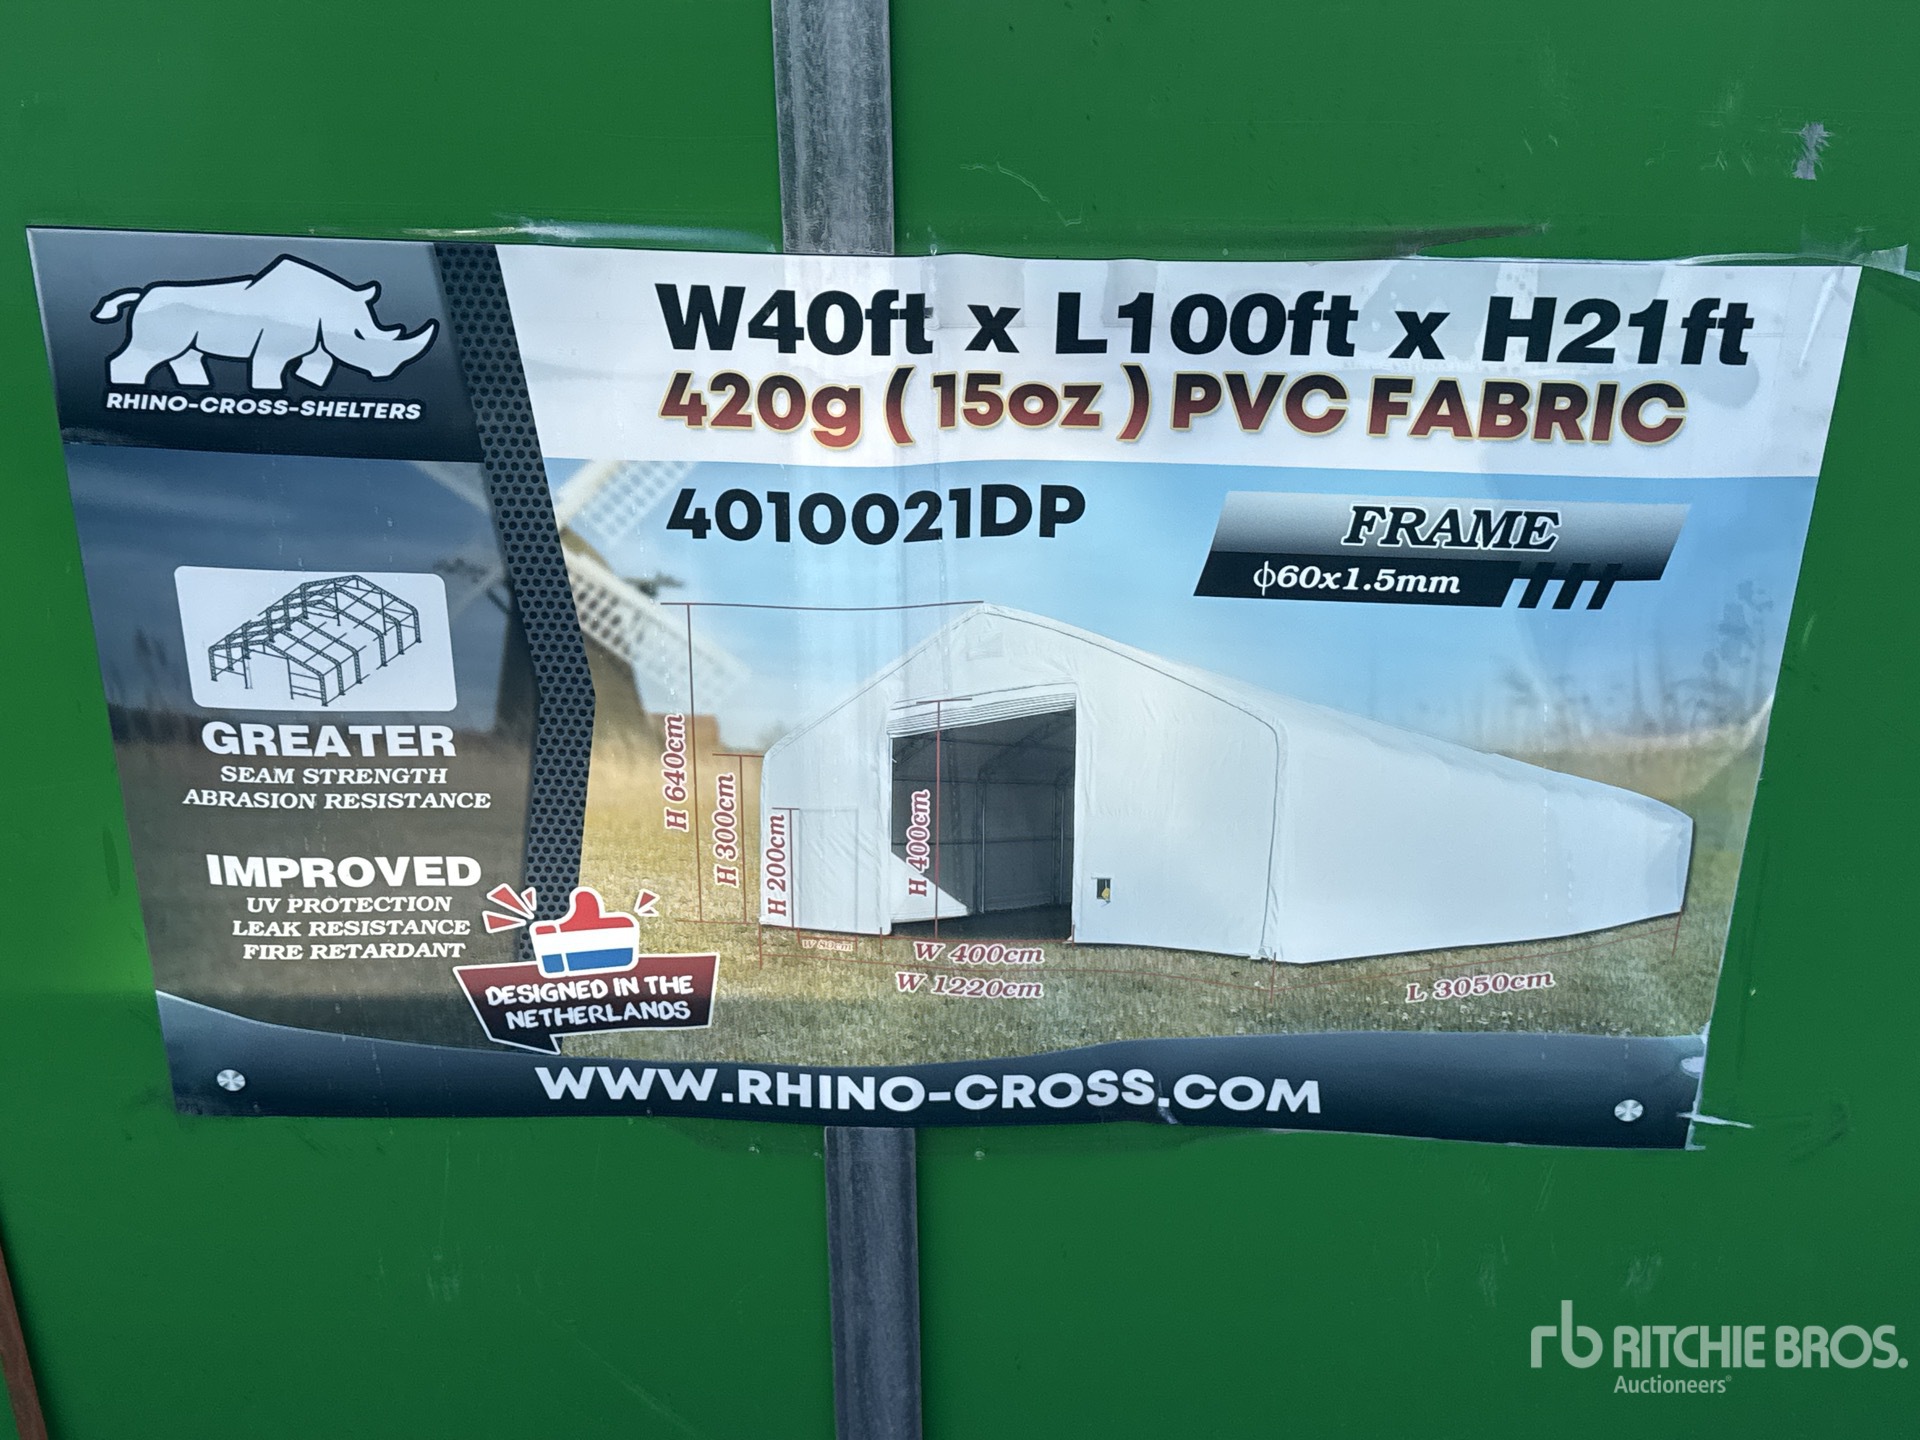 RHINO-CROSS-SHELTERS
W40ft x L100ft x H21ft
420g ( 15oz ) PVC FABRIC
4010021DP
FRAME
ϕ60x1.5mm
GREATER
SEAM STRENGTH
ABRASION RESISTANCE
IMPROVED
UV PROTECTION
LEAK RESISTANCE
FIRE RETARDANT
DESIGNED IN THE
NETHERLANDS
H 640cm
H 300cm
H 200cm
H 400cm
W 80cm
W 400cm
W 1220cm
L 3050cm
WWW.RHINO-CROSS.COM
rb RITCHIE BROS.
Auctioneers®